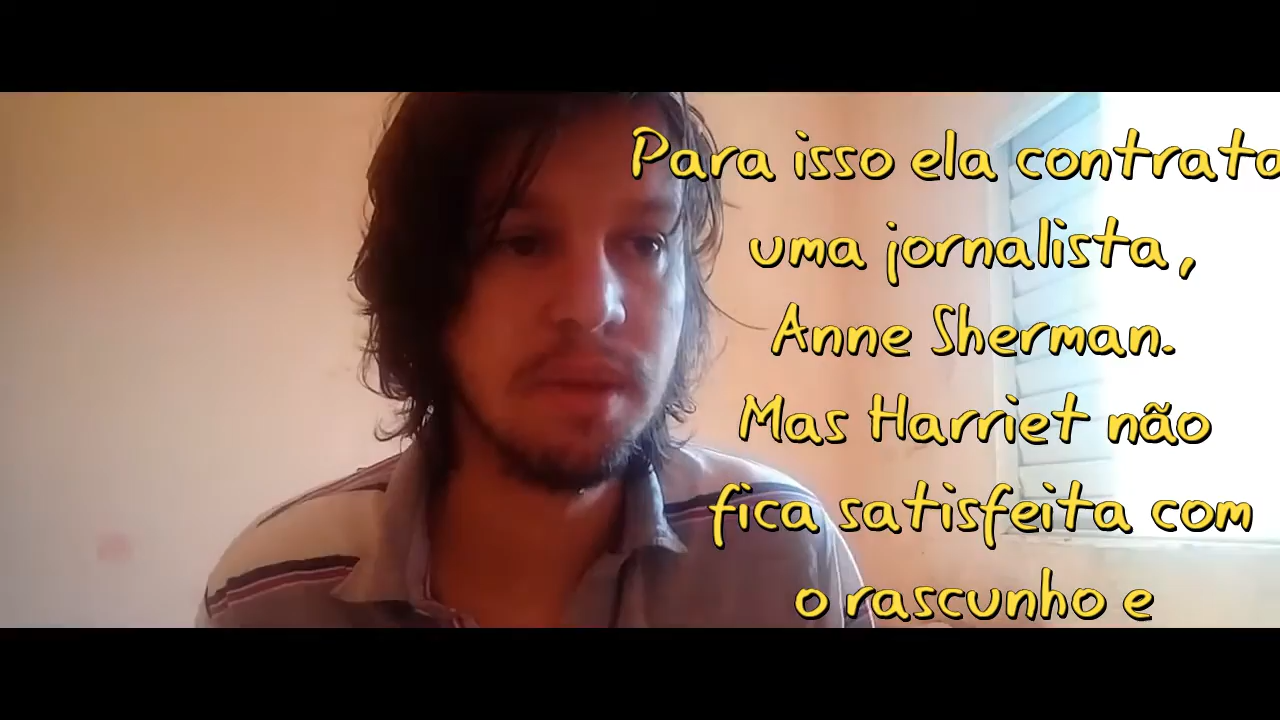 Para isso ela contrata
uma jornalista,
Anne Sherman.
Mas Harriet não
fica satisfeita com
o rascunho e